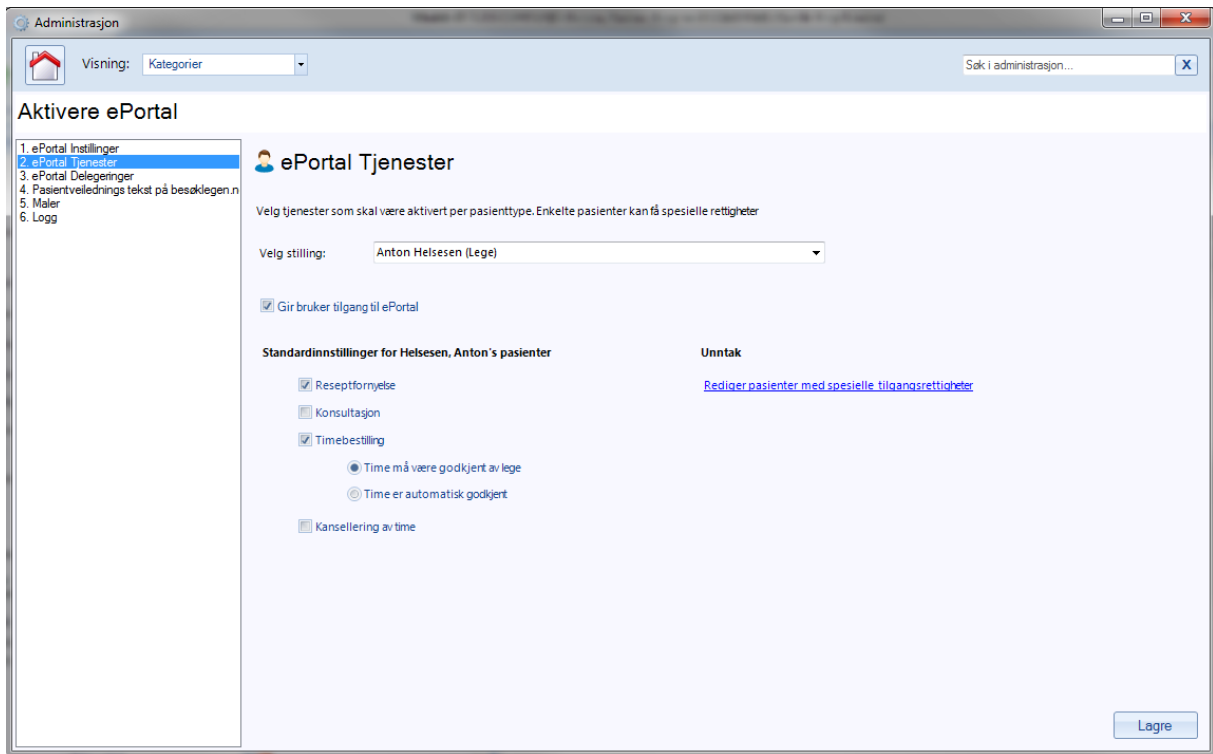 Administrasjon
Visning: Kategorier
Søk i administrasjon...
X
Aktivere ePortal
1. ePortal Instillinger
2. ePortal Tjenester
3. ePortal Delegeringer
4. Pasientveilednings tekst på besøklegen.n
5. Maler
6. Logg
ePortal Tjenester
Velg tjenester som skal være aktivert per pasienttype. Enkelte pasienter kan få spesielle rettigheter
Velg stilling: Anton Helsesen (Lege)
Gir bruker tilgang til ePortal
Standardinnstillinger for Helsesen, Anton's pasienter
Unntak
Reseptfornyelse
Rediger pasienter med spesielle tilgangsrettigheter
Konsultasjon
Timebestilling
Time må være godkjent av lege
Time er automatisk godkjent
Kansellering av time
Lagre